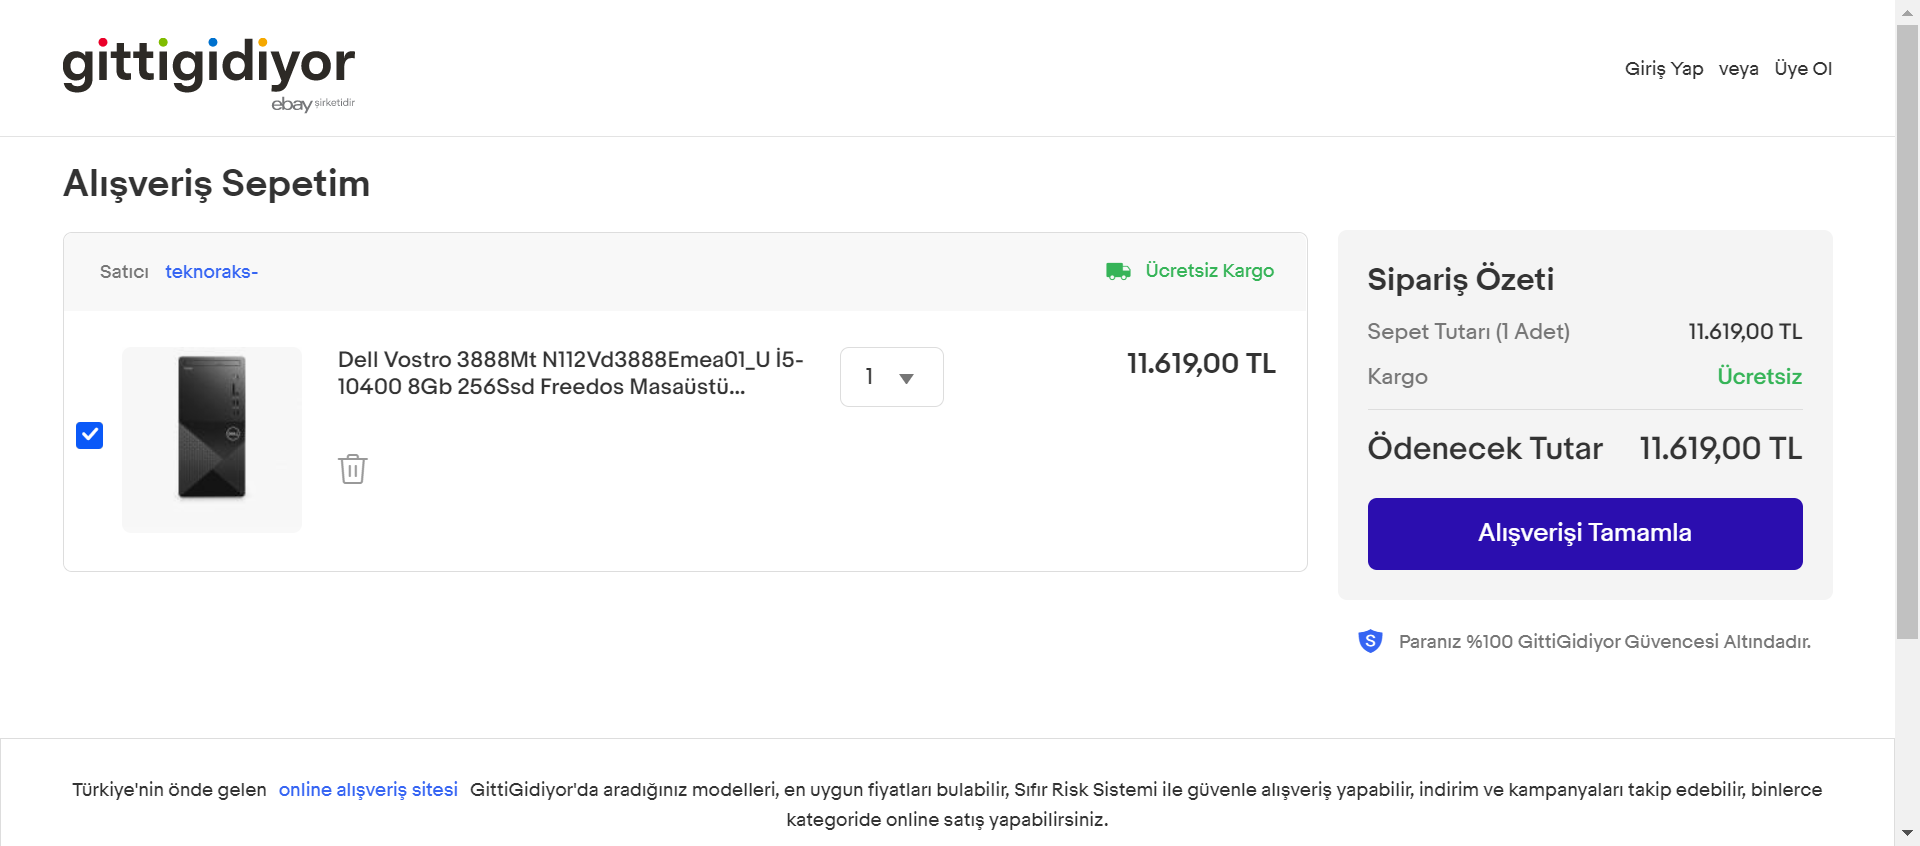 gittigidiyor
ebay şirketidir
Giriş Yap veya Üye Ol
Alışveriş Sepetim
Satıcı teknoraks-
Ücretsiz Kargo
Dell Vostro 3888Mt N112Vd3888Emea01_U İ5-
10400 8Gb 256Ssd Freedos Masaüstü...
1
11.619,00 TL
Sipariş Özeti
Sepet Tutarı (1 Adet) 11.619,00 TL
Kargo Ücretsiz
Ödenecek Tutar 11.619,00 TL
Alışverişi Tamamla
S Paranız %100 GittiGidiyor Güvencesi Altındadır.
Türkiye'nin önde gelen online alışveriş sitesi GittiGidiyor'da aradığınız modelleri, en uygun fiyatları bulabilir, Sıfır Risk Sistemi ile güvenle alışveriş yapabilir, indirim ve kampanyaları takip edebilir, binlerce
kategoride online satış yapabilirsiniz.